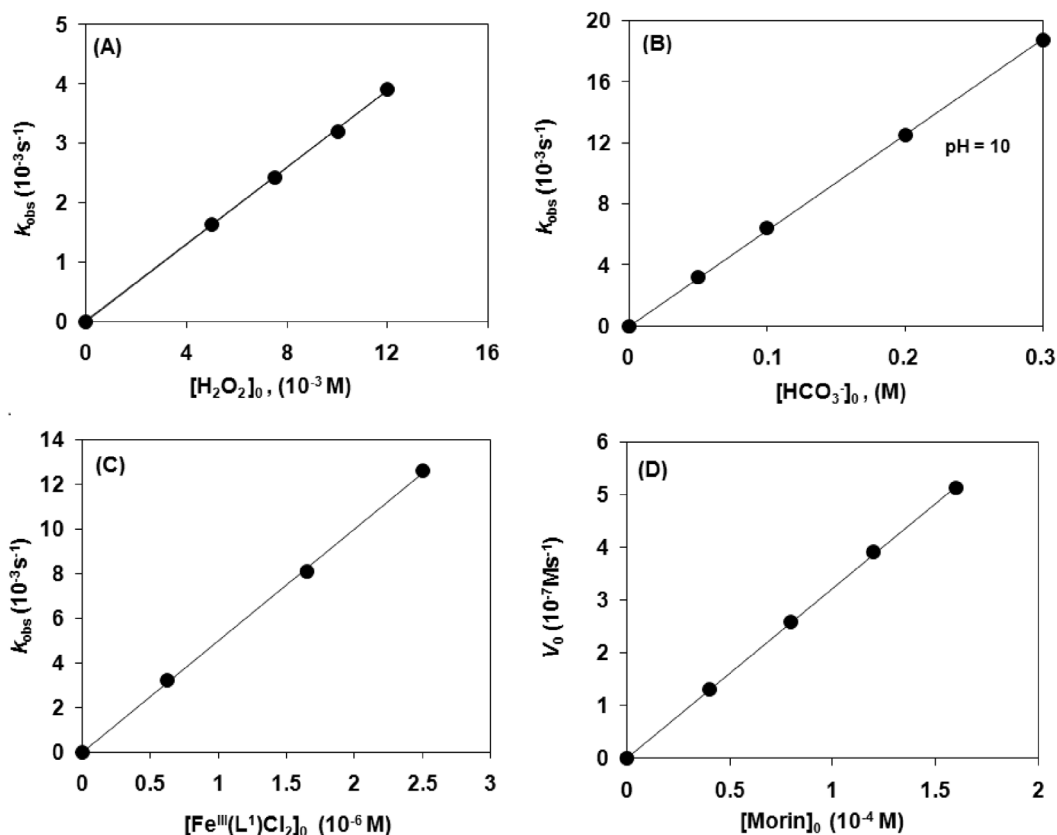 (A)
5
4
3
2
1
0
k_obs (10⁻³s⁻¹)
0 4 8 12 16
[H₂O₂]₀ , (10⁻³ M)
(B)
20
16
12
8
4
0
k_obs (10⁻³s⁻¹)
pH = 10
0 0.1 0.2 0.3
[HCO₃⁻]₀ , (M)
(C)
14
12
10
8
6
4
2
0
k_obs (10⁻³s⁻¹)
0 0.5 1 1.5 2 2.5 3
[Feᴵᴵᴵ(L¹)Cl₂]₀ (10⁻⁶ M)
(D)
6
5
4
3
2
1
0
V₀ (10⁻⁷Ms⁻¹)
0 0.5 1 1.5 2
[Morin]₀ (10⁻⁴ M)